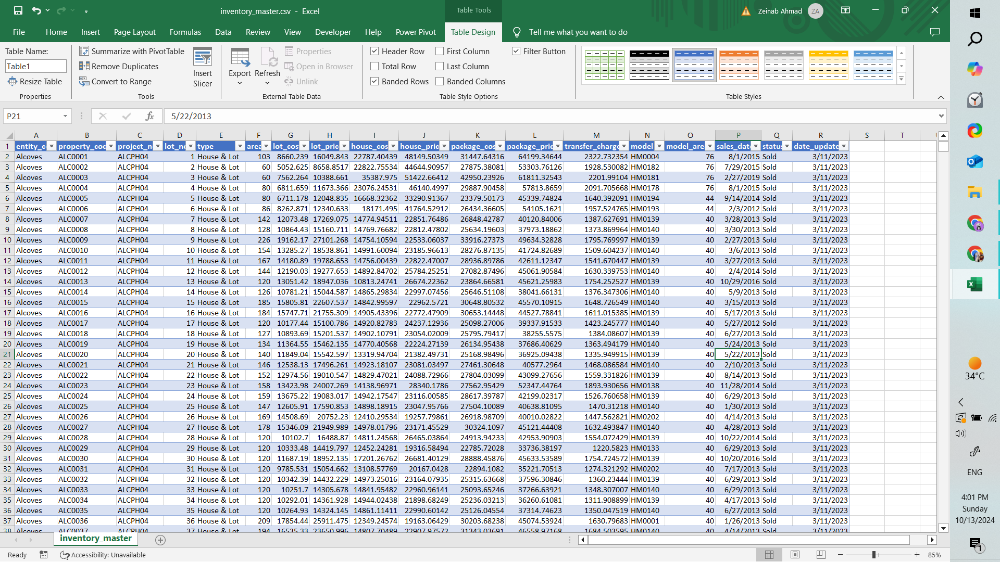 inventory_master.csv - Excel
Table Tools
Zeinab Ahmad
ZA
File Home Insert Page Layout Formulas Data Review View Developer Help Power Pivot Table Design Tell me what you want to do
Table Name:
Table1
Resize Table
Properties
Summarize with PivotTable
Remove Duplicates
Convert to Range
Tools
Insert Slicer
Export
Refresh
Properties
Open in Browser
Unlink
External Table Data
Header Row
Total Row
Banded Rows
First Column
Last Column
Banded Columns
Filter Button
Table Style Options
Table Styles
P21
fx
5/22/2013
A B C D E F G H I J K L M N O P Q R S T
1 type area model
2 Alcoves ALC0001 ALCPH04 1 House & Lot 103 8660.239 16049.843 22787.40439 48149.50349 31447.64316 64199.34644 2322.732354 HM0004 76 8/1/2015 Sold 3/11/2023
3 Alcoves ALC0002 ALCPH04 2 House & Lot 60 5052.625 8658.8517 22822.75534 44644.90957 27875.38081 53303.76126 1928.530082 HM0182 76 7/29/2015 Sold 3/11/2023
4 Alcoves ALC0003 ALCPH04 3 House & Lot 60 7562.264 10388.661 35387.975 51422.66412 42950.23926 61811.32543 2201.99104 HM0181 76 2/27/2019 Sold 3/11/2023
5 Alcoves ALC0004 ALCPH04 4 House & Lot 80 6811.659 11673.366 23076.24531 46140.4997 29887.90458 57813.8659 2091.705668 HM0178 76 8/1/2015 Sold 3/11/2023
6 Alcoves ALC0005 ALCPH04 5 House & Lot 80 6711.178 12048.835 16668.32362 33290.91367 23379.50173 45339.74824 1640.392091 HM0194 44 9/14/2014 Sold 3/11/2023
7 Alcoves ALC0006 ALCPH04 6 House & Lot 86 8262.871 12340.633 18171.495 41764.52912 26434.36605 54105.1621 1957.524765 HM0193 44 2/3/2012 Sold 3/11/2023
8 Alcoves ALC0007 ALCPH04 7 House & Lot 142 12073.48 17269.075 14774.94511 22851.76486 26848.42787 40120.84006 1387.627691 HM0139 40 3/28/2013 Sold 3/11/2023
9 Alcoves ALC0008 ALCPH04 8 House & Lot 128 10864.43 15160.711 14769.76682 22812.47802 25634.19603 37973.18862 1373.869964 HM0140 40 3/30/2013 Sold 3/11/2023
10 Alcoves ALC0009 ALCPH04 9 House & Lot 226 19162.17 27101.268 14754.10594 22533.06037 33916.27373 49634.32828 1795.769997 HM0139 40 2/27/2013 Sold 3/11/2023
11 Alcoves ALC0010 ALCPH04 10 House & Lot 154 13285.27 18538.861 14991.60094 23185.96613 28276.87135 41724.82689 1509.604237 HM0140 40 3/6/2013 Sold 3/11/2023
12 Alcoves ALC0011 ALCPH04 11 House & Lot 167 14180.89 19788.653 14756.00439 22822.47007 28936.89786 42611.12347 1541.670447 HM0139 40 3/27/2013 Sold 3/11/2023
13 Alcoves ALC0012 ALCPH04 12 House & Lot 144 12190.03 19277.653 14892.84702 25784.25251 27082.87496 45061.90584 1630.339753 HM0140 40 2/4/2014 Sold 3/11/2023
14 Alcoves ALC0013 ALCPH04 13 House & Lot 120 13051.42 18947.036 10813.24741 26674.22362 23864.66581 45621.25983 1754.252527 HM0139 40 10/29/2016 Sold 3/11/2023
15 Alcoves ALC0014 ALCPH04 14 House & Lot 126 10781.21 15044.587 14865.29834 22997.07456 25646.51108 38041.66131 1376.347306 HM0140 40 5/9/2013 Sold 3/11/2023
16 Alcoves ALC0015 ALCPH04 15 House & Lot 185 15805.81 22607.537 14842.99597 22962.5721 30648.80532 45570.10915 1648.726549 HM0140 40 3/15/2013 Sold 3/11/2023
17 Alcoves ALC0016 ALCPH04 16 House & Lot 184 15747.71 21755.309 14905.43396 22772.47909 30653.14448 44527.78841 1611.015385 HM0139 40 5/17/2013 Sold 3/11/2023
18 Alcoves ALC0017 ALCPH04 17 House & Lot 120 10177.44 15100.786 14920.82783 24237.12936 25098.27006 39337.91533 1423.245777 HM0140 40 5/27/2012 Sold 3/11/2023
19 Alcoves ALC0018 ALCPH04 18 House & Lot 127 10893.69 15201.537 14902.10791 23054.02009 25795.79417 38255.5575 1384.08607 HM0139 40 6/27/2013 Sold 3/11/2023
20 Alcoves ALC0019 ALCPH04 19 House & Lot 134 11364.55 15462.135 14770.40568 22224.27139 26134.95438 37686.40629 1363.494179 HM0140 40 5/24/2013 Sold 3/11/2023
21 Alcoves ALC0020 ALCPH04 20 House & Lot 140 11849.04 15542.597 13319.94704 21382.49731 25168.98496 36925.09438 1335.949915 HM0139 40 5/22/2013 Sold 3/11/2023
22 Alcoves ALC0021 ALCPH04 21 House & Lot 146 12538.13 17496.261 14923.18107 23081.03497 27461.30648 40577.2964 1468.086584 HM0140 40 2/10/2013 Sold 3/11/2023
23 Alcoves ALC0022 ALCPH04 22 House & Lot 152 12974.56 19010.547 14829.47021 24088.72966 27804.03099 43099.27656 1559.331826 HM0139 40 8/14/2013 Sold 3/11/2023
24 Alcoves ALC0023 ALCPH04 23 House & Lot 158 13423.98 24007.269 14138.96971 28340.1786 27562.95429 52347.44764 1893.930656 HM0138 40 11/28/2014 Sold 3/11/2023
25 Alcoves ALC0024 ALCPH04 24 House & Lot 159 13675.22 19083.017 14942.17547 23116.00585 28617.39787 42199.02317 1526.760658 HM0139 40 6/29/2013 Sold 3/11/2023
26 Alcoves ALC0025 ALCPH04 25 House & Lot 147 12605.91 17590.853 14898.18915 23047.95766 27504.10089 40638.81095 1470.31218 HM0140 40 1/30/2013 Sold 3/11/2023
27 Alcoves ALC0026 ALCPH04 26 House & Lot 169 14508.69 20752.23 12410.29534 19257.79861 26918.98709 40010.02822 1447.562821 HM0202 40 4/14/2013 Sold 3/11/2023
28 Alcoves ALC0027 ALCPH04 27 House & Lot 178 15346.09 21949.989 14978.01796 23171.45529 30324.1097 45121.44408 1632.493847 HM0140 40 4/28/2013 Sold 3/11/2023
29 Alcoves ALC0028 ALCPH04 28 House & Lot 120 10102.7 16488.87 14811.24568 26465.03864 24913.94233 42953.90903 1554.072429 HM0139 40 10/22/2014 Sold 3/11/2023
30 Alcoves ALC0029 ALCPH04 29 House & Lot 120 10333.48 14419.797 12452.24281 19316.58494 22785.72028 33736.38197 1220.5823 HM0133 40 6/29/2013 Sold 3/11/2023
31 Alcoves ALC0030 ALCPH04 30 House & Lot 120 11687.19 18952.135 17201.26762 26681.40129 28888.45876 45633.53589 1754.724572 HM0139 40 10/20/2016 Sold 3/11/2023
32 Alcoves ALC0031 ALCPH04 31 House & Lot 120 9785.531 15054.662 13108.57769 20167.0428 22894.1082 35221.70513 1274.321292 HM0202 40 7/17/2013 Sold 3/11/2023
33 Alcoves ALC0032 ALCPH04 32 House & Lot 120 10342.39 14432.229 14973.25016 23164.07935 25315.63668 37596.30846 1360.23444 HM0139 40 6/29/2013 Sold 3/11/2023
34 Alcoves ALC0033 ALCPH04 33 House & Lot 120 10251.7 14305.678 14841.95482 22960.96141 25093.65246 37266.63921 1348.307007 HM0140 40 6/29/2013 Sold 3/11/2023
35 Alcoves ALC0034 ALCPH04 34 House & Lot 120 10292.01 14361.928 14944.02438 21898.68249 25236.03213 36260.61081 1311.908899 HM0139 40 4/17/2013 Sold 3/11/2023
36 Alcoves ALC0035 ALCPH04 35 House & Lot 120 10264.93 14324.145 14861.11411 22990.60142 25126.04554 37314.74623 1350.047519 HM0140 40 6/27/2013 Sold 3/11/2023
37 Alcoves ALC0036 ALCPH04 36 House & Lot 209 17854.44 25911.475 12349.24574 19163.06429 30203.68238 45074.53924 1630.79683 HM0001 40 1/26/2013 Sold 3/11/2023
38 Alcoves ALC0037 ALCPH04 37 House & Lot 194 16535.33 23650.996 14807.70489 22907.97572 31343.03691 46558.97168 1684.503595 HM0140 40 4/14/2013 Sold 3/11/2023
inventory_master
Ready
Accessibility: Unavailable
85%
34°C
ENG
4:01 PM
Sunday
10/13/2024
1